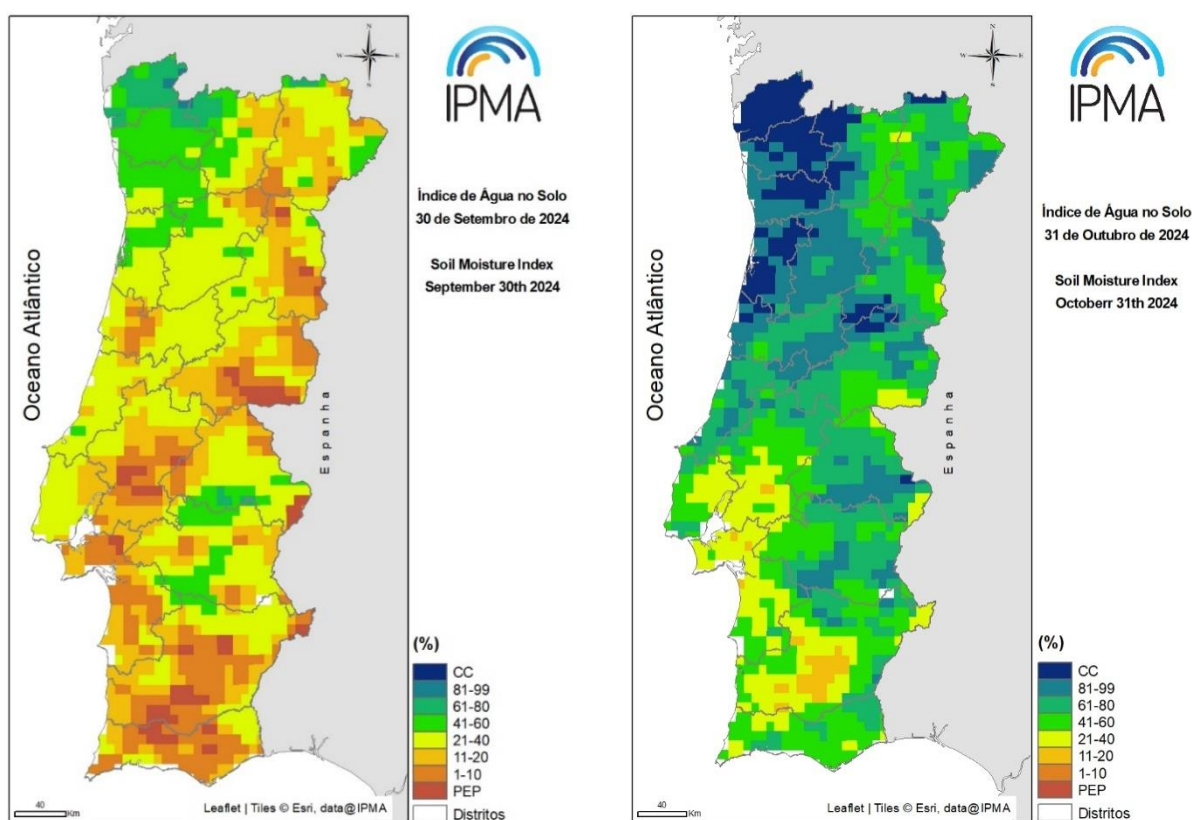 N
W
E
S
IPMA
Índice de Água no Solo
30 de Setembro de 2024
Soil Moisture Index
September 30th 2024
Oceano Atlântico
Espanha
(%)
CC
81-99
61-80
41-60
21-40
11-20
1-10
PEP
Distritos
40
Km
Leaflet | Tiles © Esri, data@IPMA
N
W
E
S
IPMA
Índice de Água no Solo
31 de Outubro de 2024
Soil Moisture Index
Octoberr 31th 2024
Oceano Atlântico
Espanha
(%)
CC
81-99
61-80
41-60
21-40
11-20
1-10
PEP
Distritos
40
Km
Leaflet | Tiles © Esri, data@IPMA